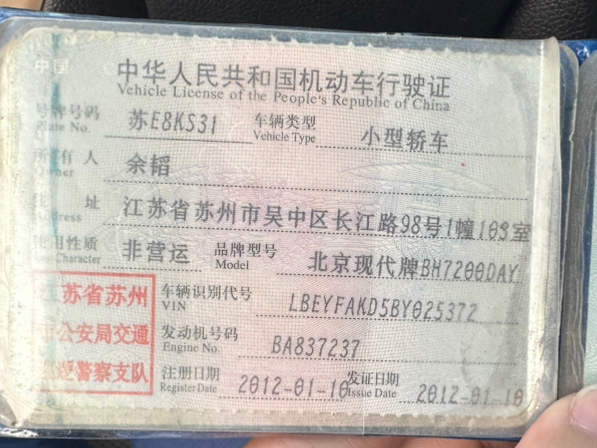 中国
中华人民共和国机动车行驶证
Vehicle License of the People's Republic of China
号牌号码 苏E8KS31 车辆类型 小型轿车
Plate No. Vehicle Type
所有人 余韬
Owner
住址 江苏省苏州市吴中区长江路98号1幢103室
Address
使用性质 非营运 品牌型号 北京现代牌BH7200DAY
Character Model
江苏省苏州 车辆识别代号 LBEYFAKD5BY025372
VIN
公安局交通 发动机号码 BA837237
Engine No.
警察支队 注册日期 2012-01-10 发证日期 2012-01-10
Register Date Issue Date